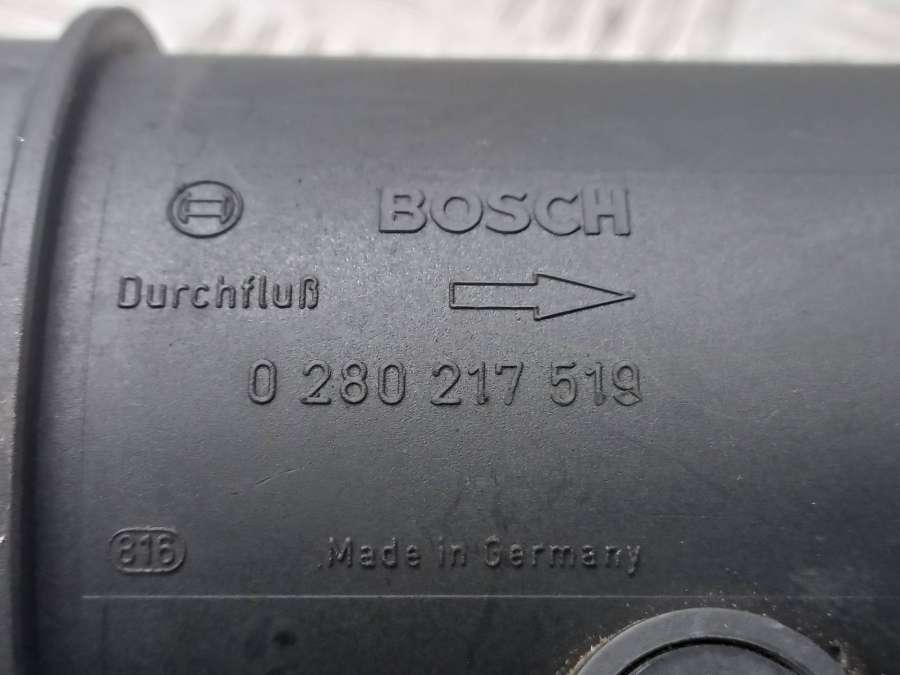 BOSCH
Durchfluß
0 280 217 519
816
Made in Germany